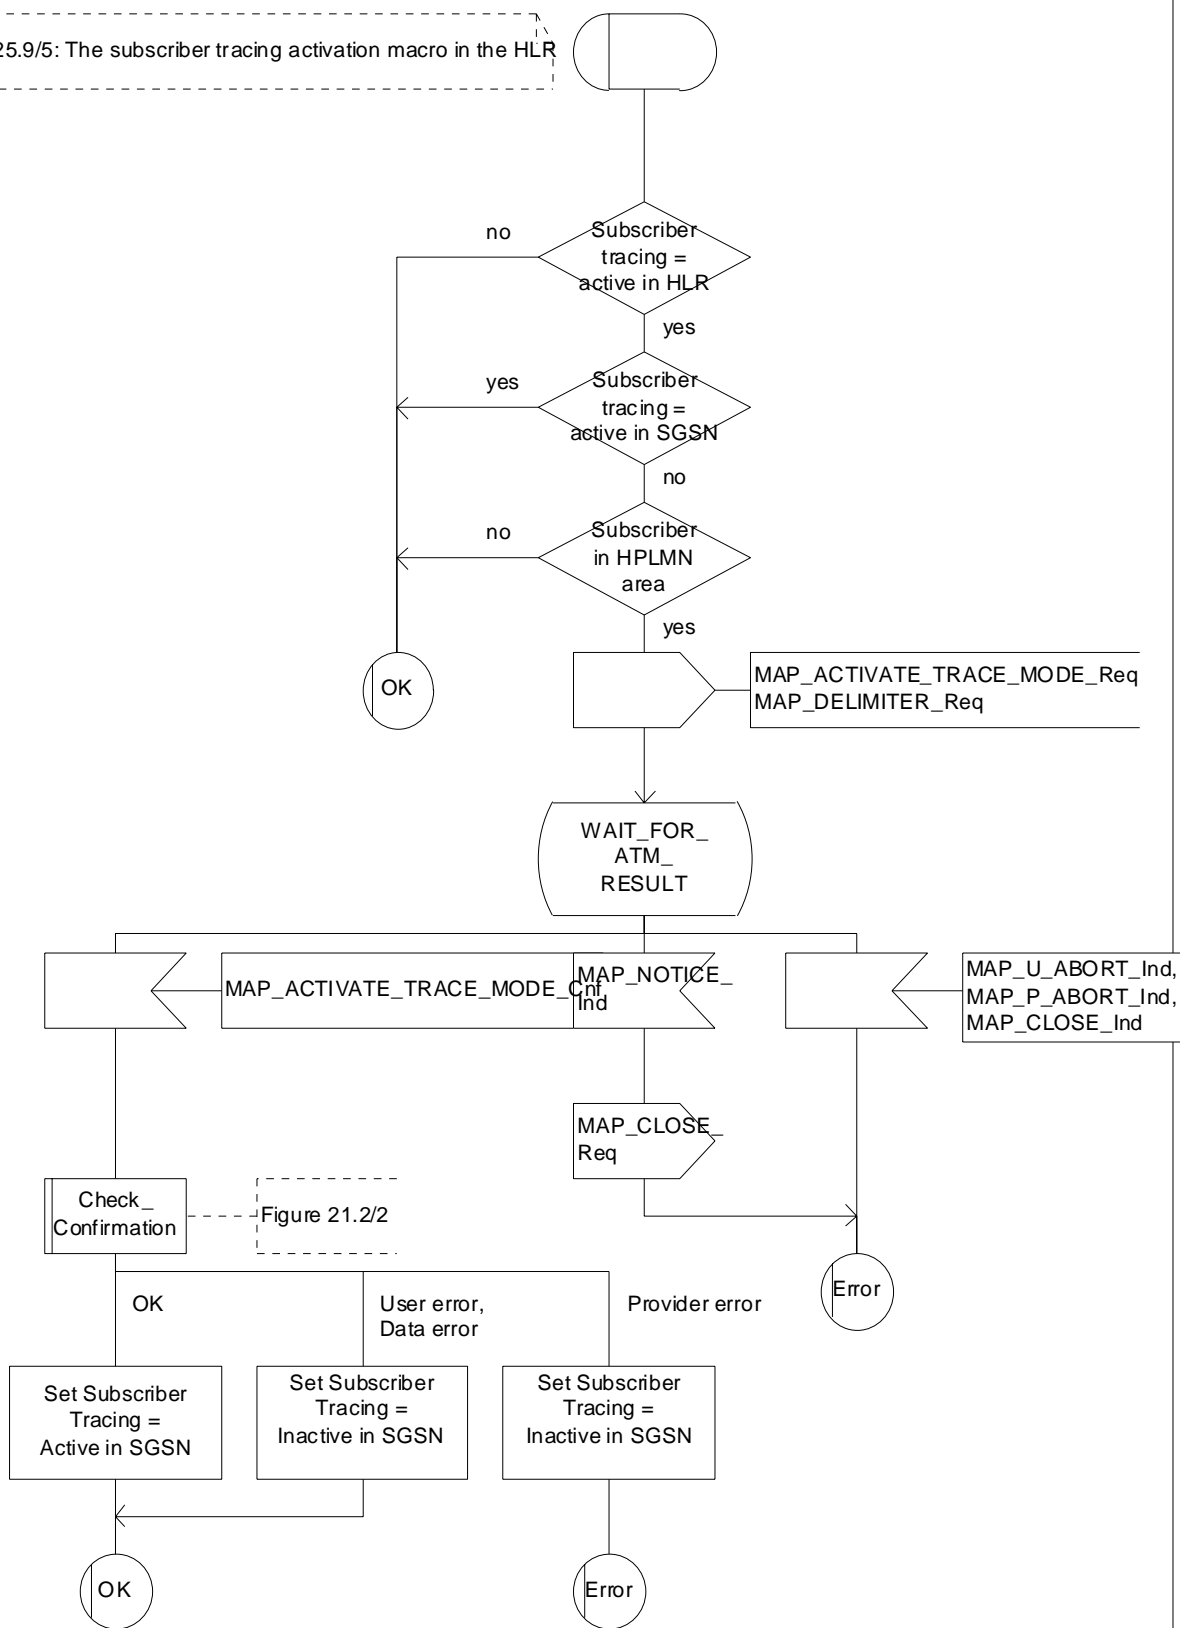 25.9/5: The subscriber tracing activation macro in the HLR
no
Subscriber
tracing =
active in HLR
yes
yes
Subscriber
tracing =
active in SGSN
no
no
Subscriber
in HPLMN
area
yes
OK
MAP_ACTIVATE_TRACE_MODE_Req
MAP_DELIMITER_Req
WAIT_FOR_
ATM_
RESULT
MAP_ACTIVATE_TRACE_MODE_Cnf
MAP_NOTICE_
Ind
MAP_U_ABORT_Ind,
MAP_P_ABORT_Ind,
MAP_CLOSE_Ind
MAP_CLOSE_
Req
Check_
Confirmation
Figure 21.2/2
Error
OK
User error,
Data error
Provider error
Set Subscriber
Tracing =
Active in SGSN
Set Subscriber
Tracing =
Inactive in SGSN
Set Subscriber
Tracing =
Inactive in SGSN
OK
Error